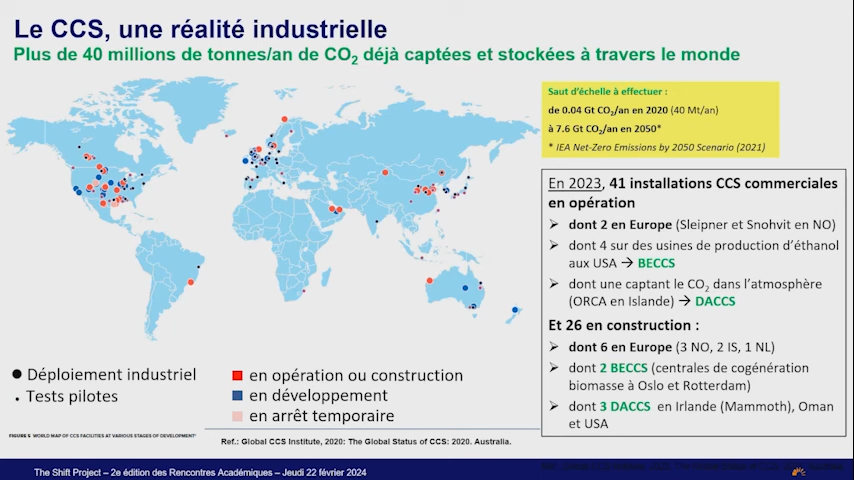 Le CCS, une réalité industrielle
Plus de 40 millions de tonnes/an de CO₂ déjà captées et stockées à travers le monde
Saut d'échelle à effectuer :
de 0.04 Gt CO₂/an en 2020 (40 Mt/an)
à 7.6 Gt CO₂/an en 2050*
* IEA Net-Zero Emissions by 2050 Scenario (2021)
En 2023, 41 installations CCS commerciales
en opération
➢ dont 2 en Europe (Sleipner et Snohvit en NO)
➢ dont 4 sur des usines de production d'éthanol
aux USA → BECCS
➢ dont une captant le CO₂ dans l'atmosphère
(ORCA en Islande) → DACCS
Et 26 en construction :
➢ dont 6 en Europe (3 NO, 2 IS, 1 NL)
➢ dont 2 BECCS (centrales de cogénération
biomasse à Oslo et Rotterdam)
➢ dont 3 DACCS en Irlande (Mammoth), Oman
et USA
● Déploiement industriel
• Tests pilotes
en opération ou construction
en développement
en arrêt temporaire
FIGURE 5 WORLD MAP OF CCS FACILITIES AT VARIOUS STAGES OF DEVELOPMENT
Ref.: Global CCS Institute, 2020: The Global Status of CCS: 2020. Australia.
The Shift Project – 2e édition des Rencontres Académiques – Jeudi 22 février 2024